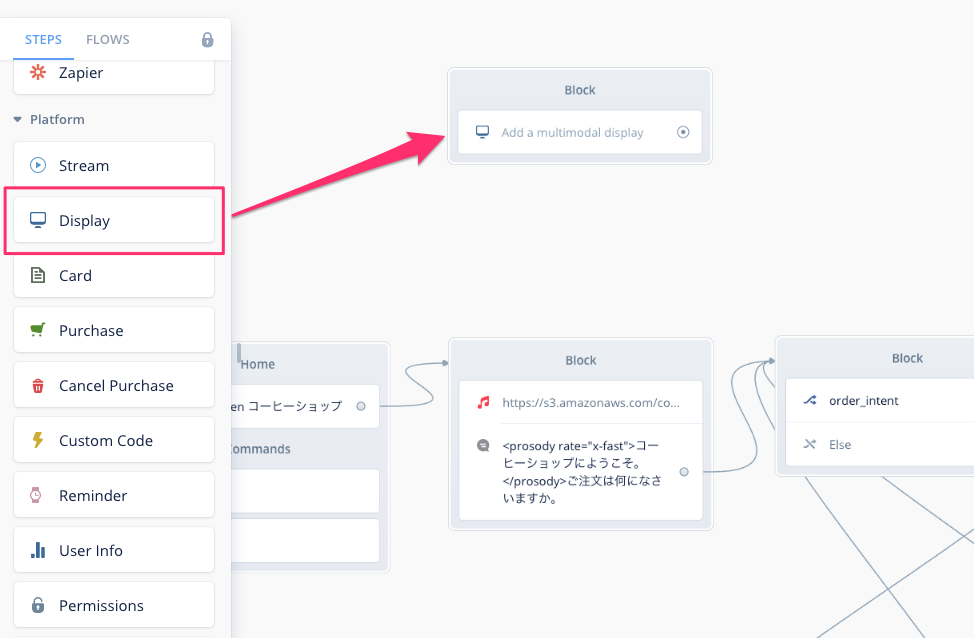 STEPS
FLOWS
Zapier
Platform
Stream
Display
Card
Purchase
Cancel Purchase
Custom Code
Reminder
User Info
Permissions
Block
Add a multimodal display
Home
en コーヒーショップ
ommands
Block
https://s3.amazonaws.com/co...
<prosody rate="x-fast">コー
ヒーショップにようこそ。
</prosody>ご注文は何になさ
いますか。
Block
order_intent
Else